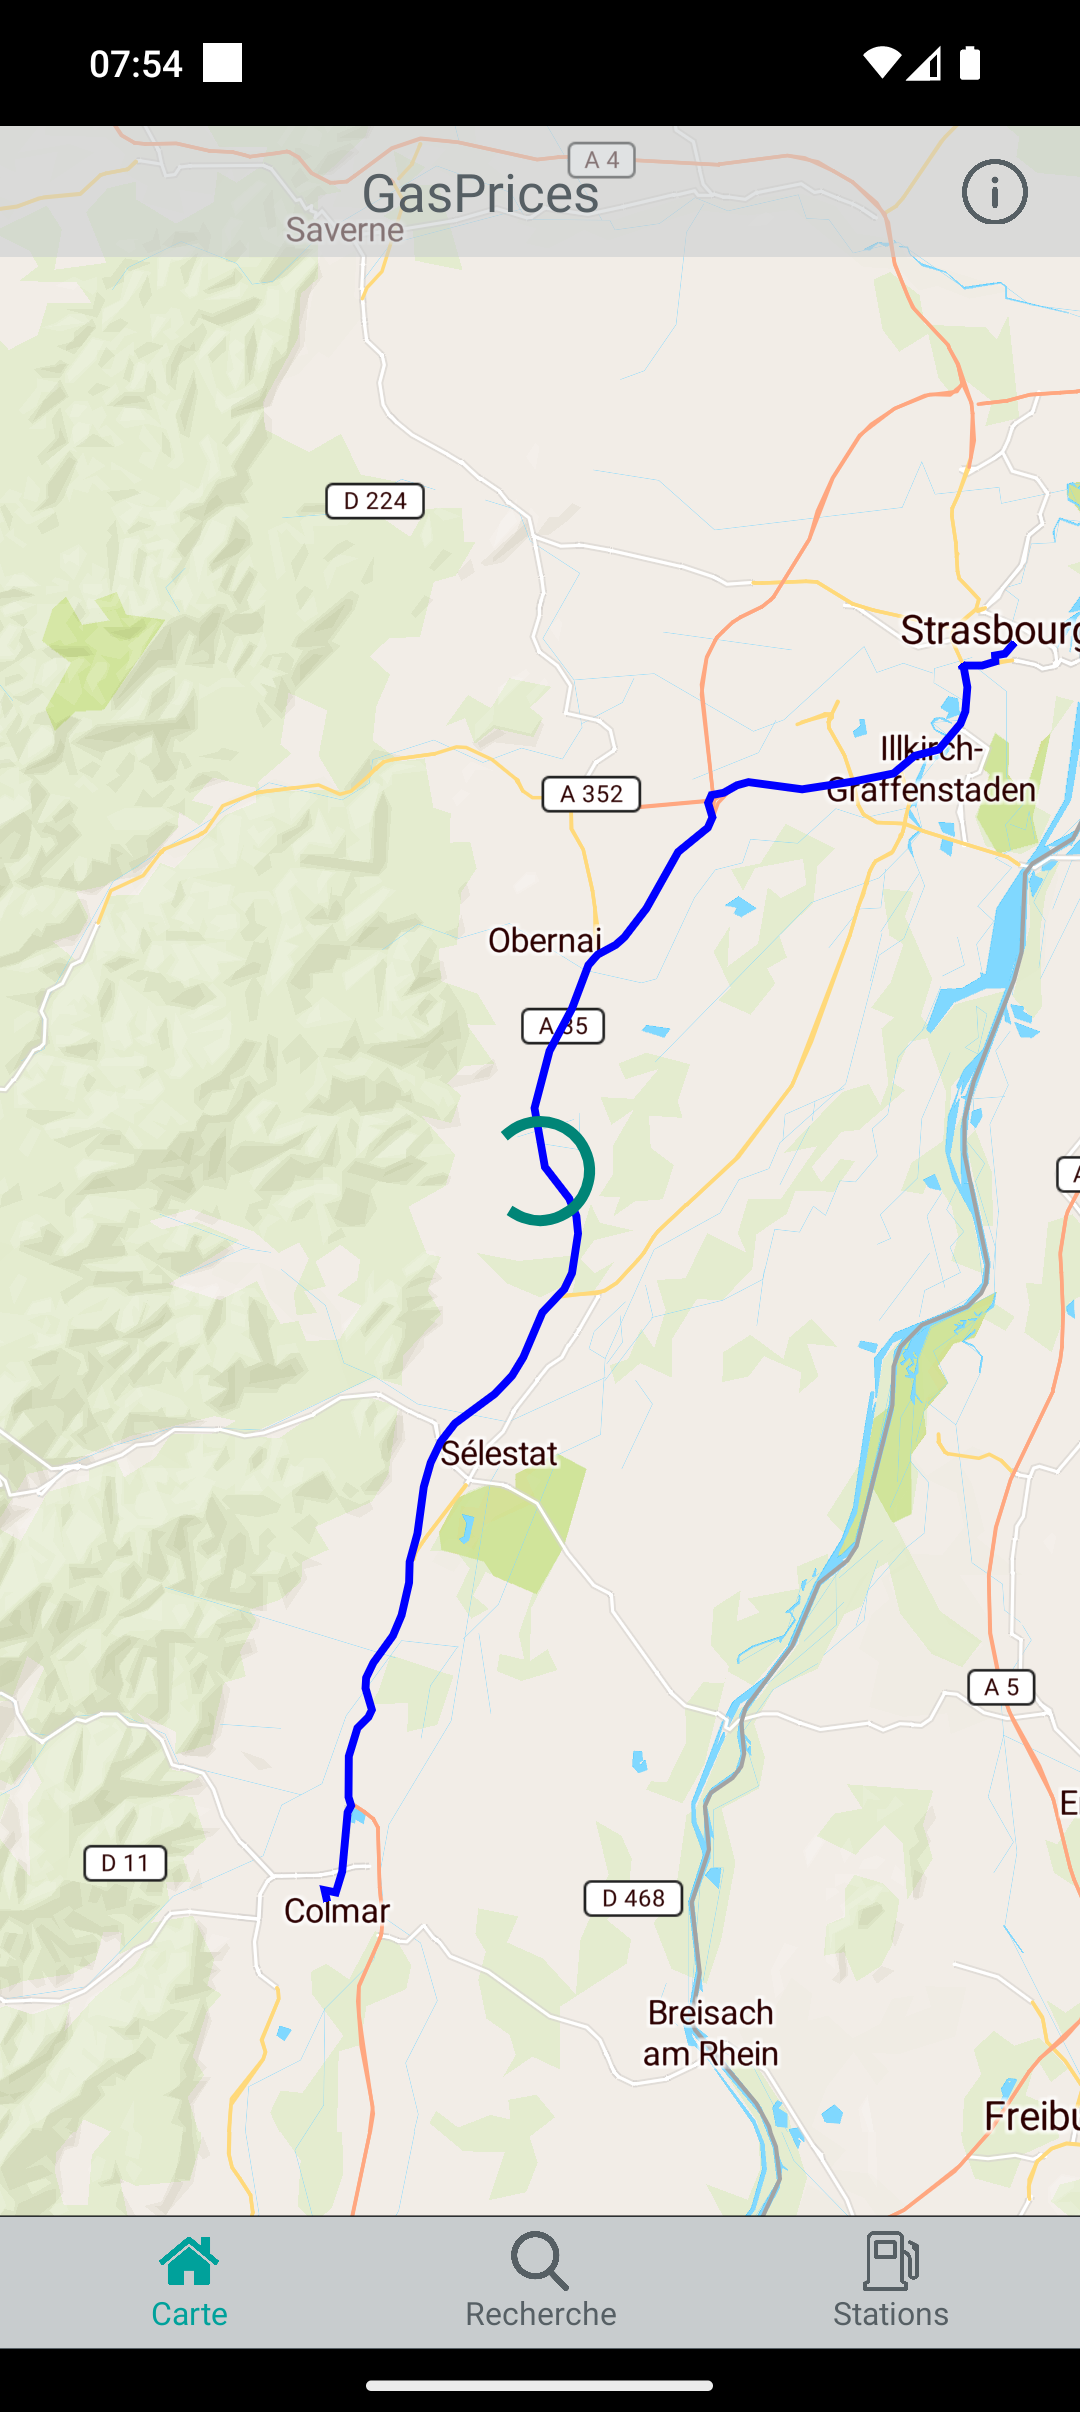 07:54
A 4
GasPrices
Saverne
D 224
Strasbourg
Illkirch-
Graffenstaden
A 352
Obernai
A 35
Sélestat
A 5
D 11
D 468
Colmar
Breisach
am Rhein
Carte
Recherche
Stations